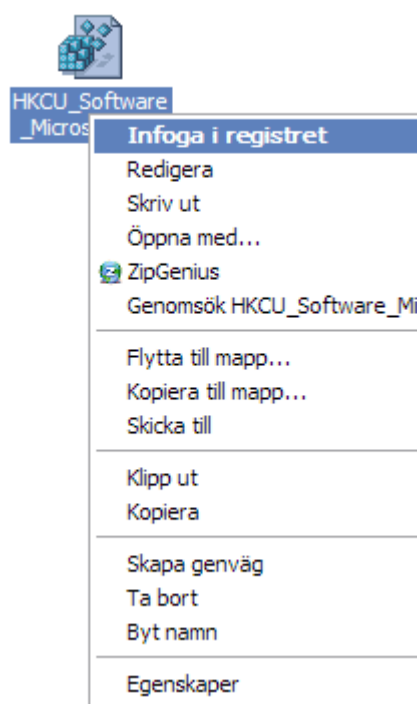 HKCU_Software
_Micros
Infoga i registret
Redigera
Skriv ut
Öppna med...
ZipGenius
Genomsök HKCU_Software_Mi
Flytta till mapp...
Kopiera till mapp...
Skicka till
Klipp ut
Kopiera
Skapa genväg
Ta bort
Byt namn
Egenskaper